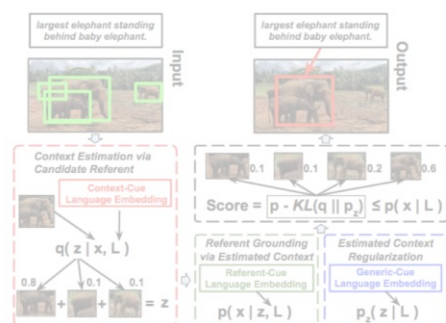 largest elephant standing
behind baby elephant.
Input
Context Estimation via
Candidate Referent
Context-Cue
Language Embedding
q( z | x, L )
0.8
0.1
0.1
+
+
= z
largest elephant standing
behind baby elephant.
Output
0.1
0.1
0.2
0.6
Score = p - KL(q || p_z) ≤ p( x | L )
Referent Grounding
via Estimated Context
Referent-Cue
Language Embedding
p( x | z, L )
Estimated Context
Regularization
Generic-Cue
Language Embedding
p_z( z | L )